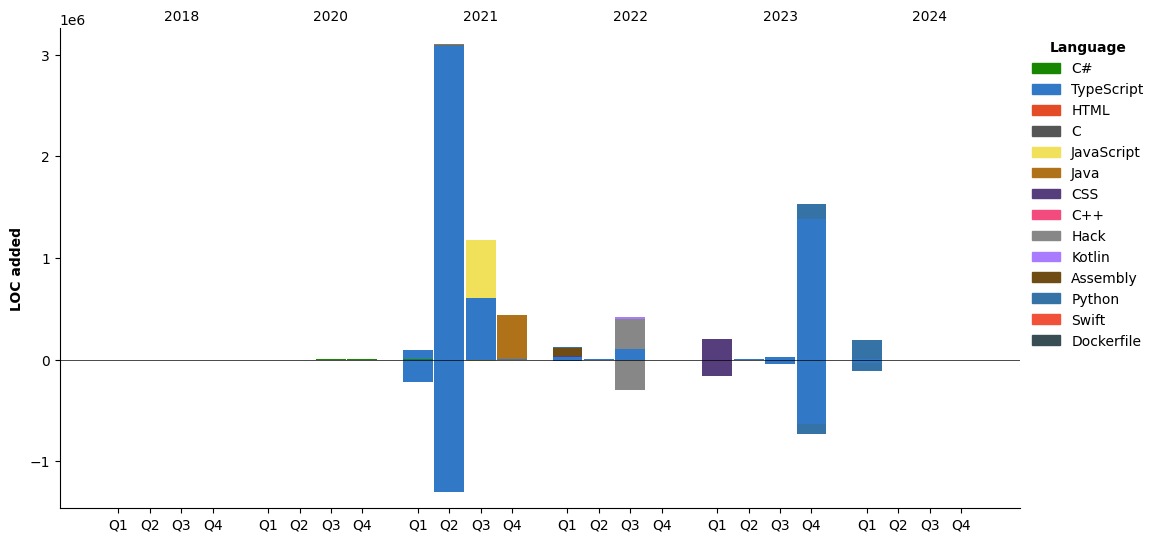 1e6
2018 2020 2021 2022 2023 2024
3
2
1
0
−1
LOC added
Q1 Q2 Q3 Q4 Q1 Q2 Q3 Q4 Q1 Q2 Q3 Q4 Q1 Q2 Q3 Q4 Q1 Q2 Q3 Q4 Q1 Q2 Q3 Q4
Language
C#
TypeScript
HTML
C
JavaScript
Java
CSS
C++
Hack
Kotlin
Assembly
Python
Swift
Dockerfile